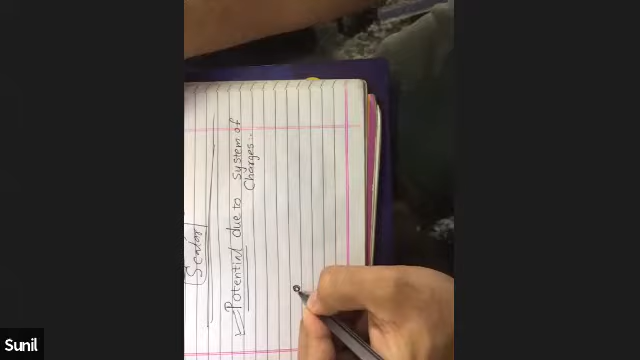 Scalar
Potential due to System of
Charges:-
Sunil